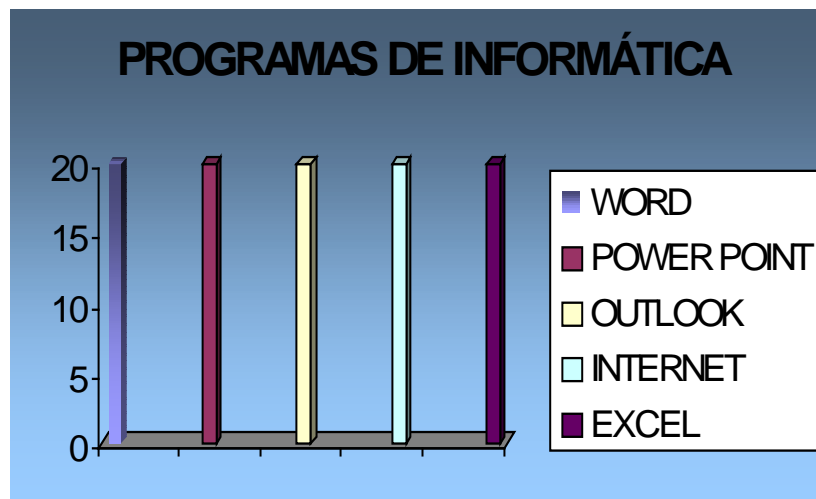 PROGRAMAS DE INFORMÁTICA
20
15
10
5
0
WORD
POWER POINT
OUTLOOK
INTERNET
EXCEL